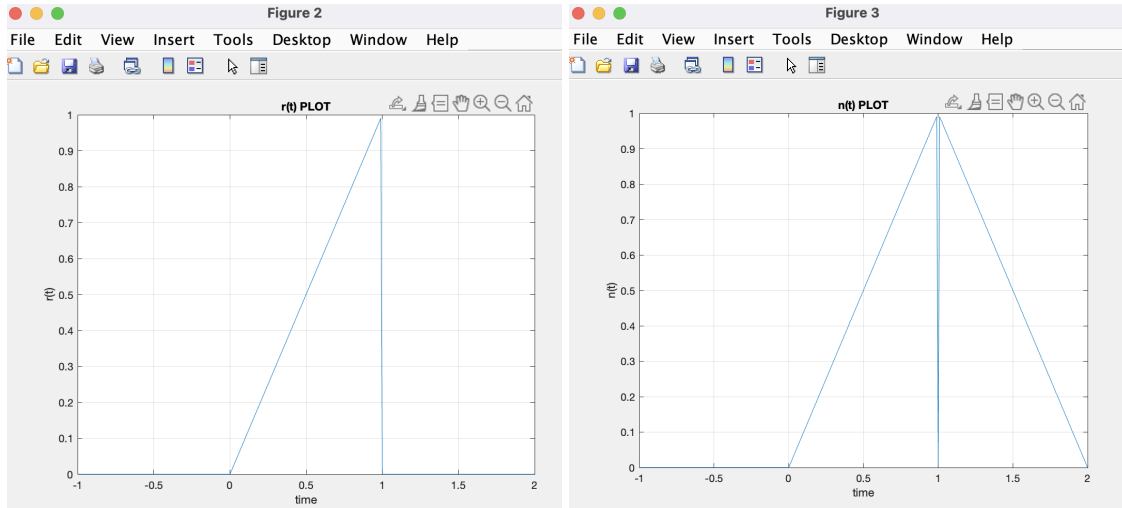 Figure 2
File Edit View Insert Tools Desktop Window Help
r(t) PLOT
1
0.9
0.8
0.7
0.6
0.5
0.4
0.3
0.2
0.1
0
r(t)
-1 -0.5 0 0.5 1 1.5 2
time
Figure 3
File Edit View Insert Tools Desktop Window Help
n(t) PLOT
1
0.9
0.8
0.7
0.6
0.5
0.4
0.3
0.2
0.1
0
n(t)
-1 -0.5 0 0.5 1 1.5 2
time